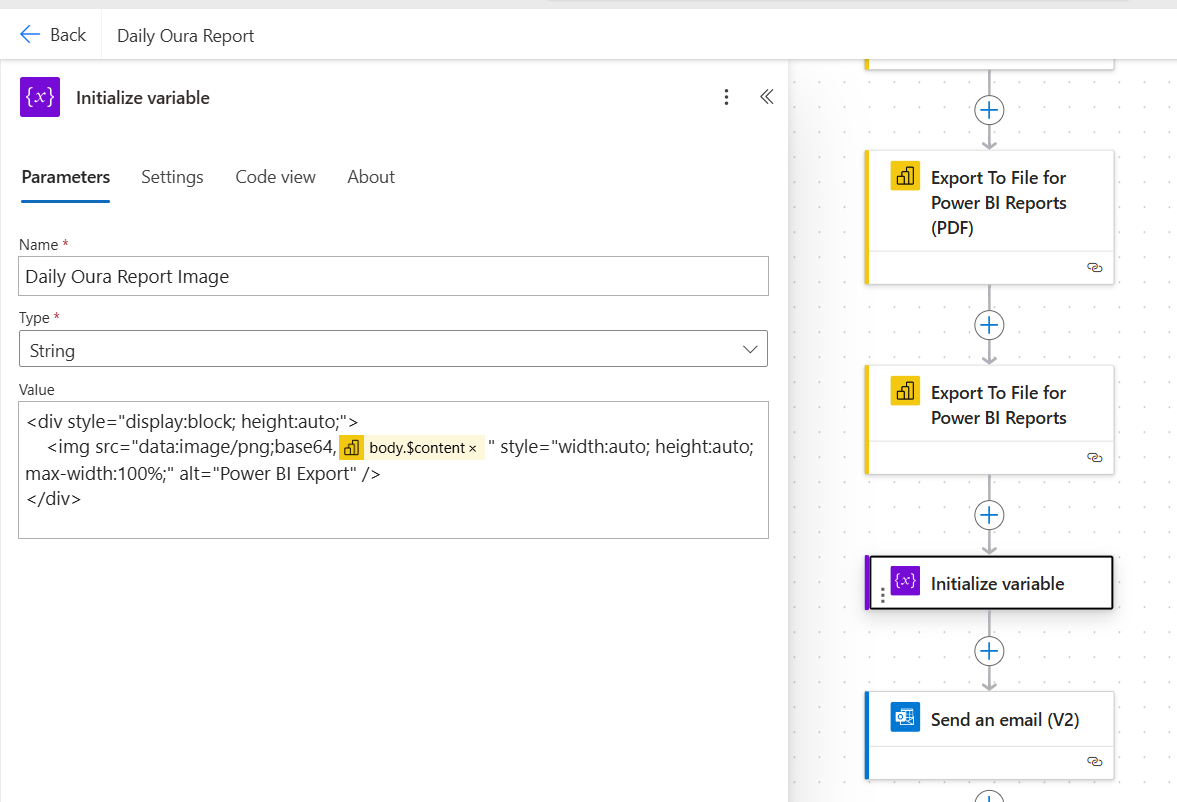 Back
Daily Oura Report
{x}
Initialize variable
Parameters
Settings
Code view
About
Name *
Daily Oura Report Image
Type *
String
Value
<div style="display:block; height:auto;">
<img src="data:image/png;base64, body.$content × " style="width:auto; height:auto;
max-width:100%;" alt="Power BI Export" />
</div>
Export To File for
Power BI Reports
(PDF)
Export To File for
Power BI Reports
{x}
Initialize variable
Send an email (V2)